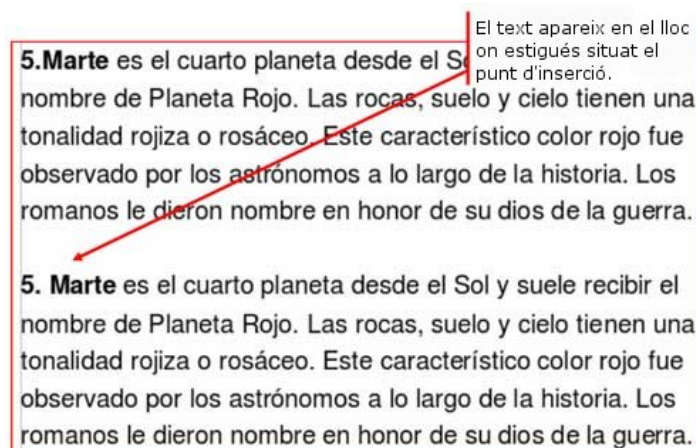 El text apareix en el lloc
on estigués situat el
punt d'inserció.
5.Marte es el cuarto planeta desde el
nombre de Planeta Rojo. Las rocas, suelo y cielo tienen una
tonalidad rojiza o rosáceo. Este característico color rojo fue
observado por los astrónomos a lo largo de la historia. Los
romanos le dieron nombre en honor de su dios de la guerra.
5. Marte es el cuarto planeta desde el Sol y suele recibir el
nombre de Planeta Rojo. Las rocas, suelo y cielo tienen una
tonalidad rojiza o rosáceo. Este característico color rojo fue
observado por los astrónomos a lo largo de la historia. Los
romanos le dieron nombre en honor de su dios de la guerra.